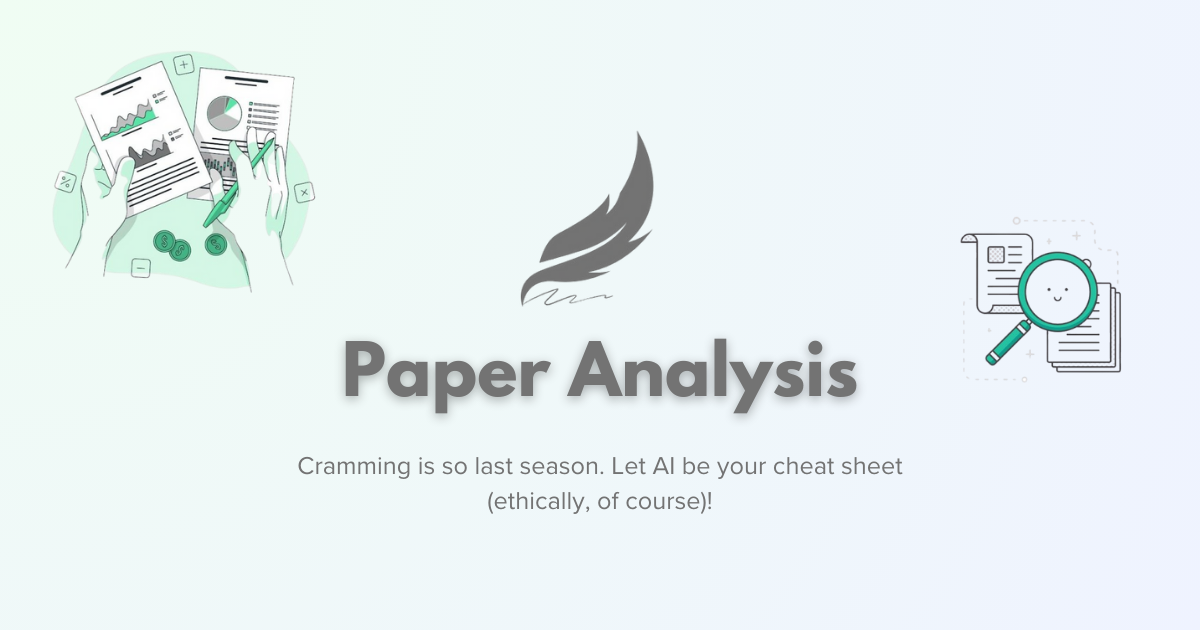 Paper Analysis
Cramming is so last season. Let AI be your cheat sheet
(ethically, of course)!